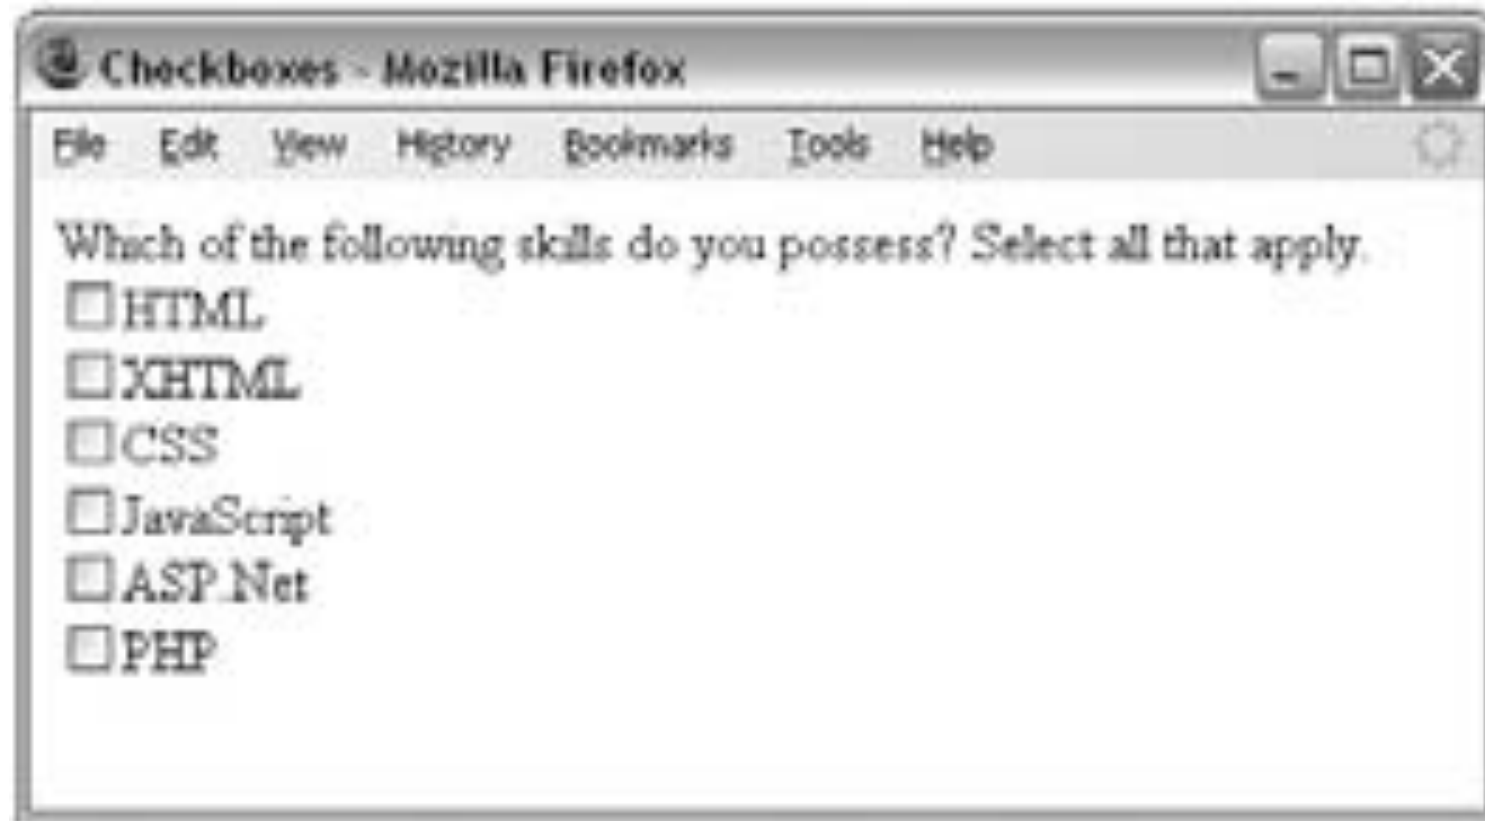 Checkboxes - Mozilla Firefox
File Edit View History Bookmarks Tools Help
Which of the following skills do you possess? Select all that apply.
HTML
XHTML
CSS
JavaScript
ASP.Net
PHP